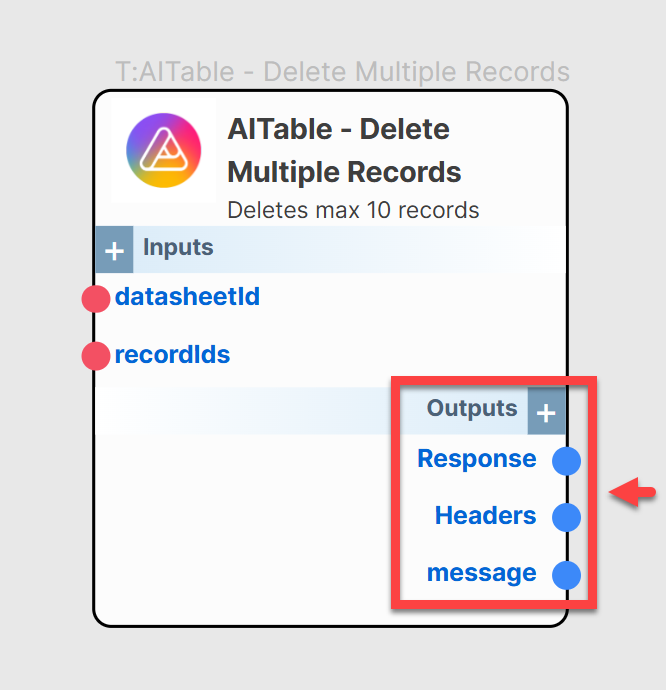 T:AITable - Delete Multiple Records
AITable - Delete
Multiple Records
Deletes max 10 records
+ Inputs
datasheetId
recordIds
Outputs +
Response
Headers
message